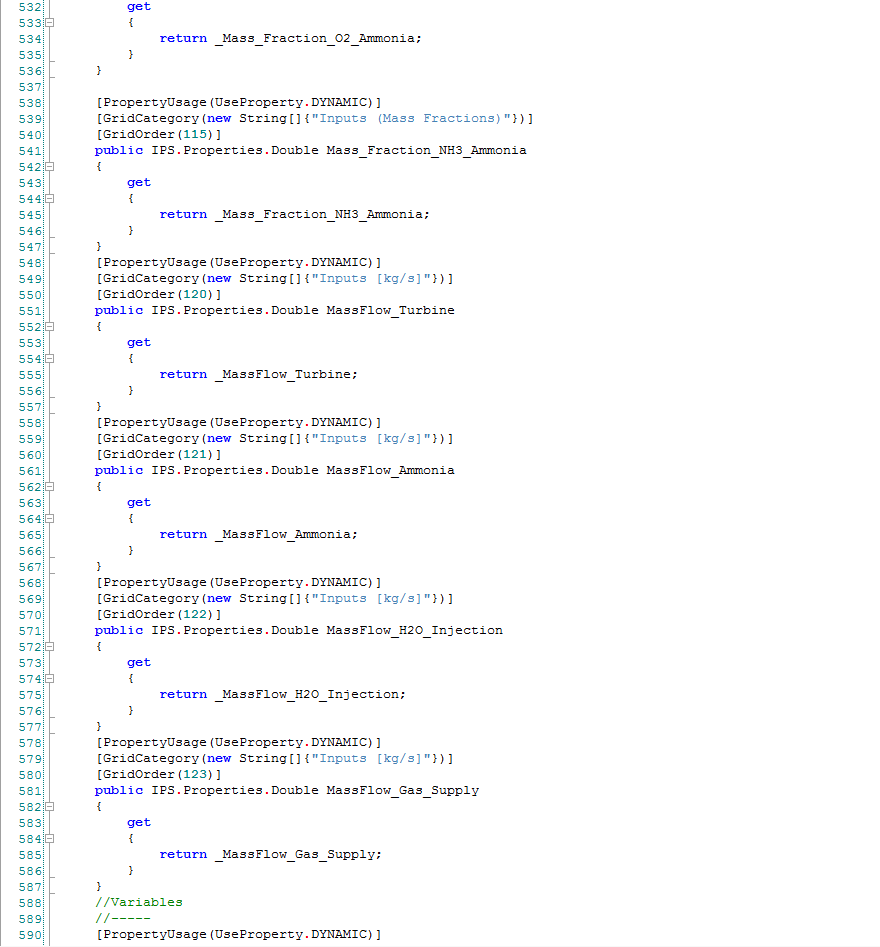 532 get
533 {
534 return _Mass_Fraction_O2_Ammonia;
535 }
536 }
537
538 [PropertyUsage(UseProperty.DYNAMIC)]
539 [GridCategory(new String[]{"Inputs (Mass Fractions)"})]
540 [GridOrder(115)]
541 public IPS.Properties.Double Mass_Fraction_NH3_Ammonia
542 {
543 get
544 {
545 return _Mass_Fraction_NH3_Ammonia;
546 }
547 }
548 [PropertyUsage(UseProperty.DYNAMIC)]
549 [GridCategory(new String[]{"Inputs [kg/s]"})]
550 [GridOrder(120)]
551 public IPS.Properties.Double MassFlow_Turbine
552 {
553 get
554 {
555 return _MassFlow_Turbine;
556 }
557 }
558 [PropertyUsage(UseProperty.DYNAMIC)]
559 [GridCategory(new String[]{"Inputs [kg/s]"})]
560 [GridOrder(121)]
561 public IPS.Properties.Double MassFlow_Ammonia
562 {
563 get
564 {
565 return _MassFlow_Ammonia;
566 }
567 }
568 [PropertyUsage(UseProperty.DYNAMIC)]
569 [GridCategory(new String[]{"Inputs [kg/s]"})]
570 [GridOrder(122)]
571 public IPS.Properties.Double MassFlow_H2O_Injection
572 {
573 get
574 {
575 return _MassFlow_H2O_Injection;
576 }
577 }
578 [PropertyUsage(UseProperty.DYNAMIC)]
579 [GridCategory(new String[]{"Inputs [kg/s]"})]
580 [GridOrder(123)]
581 public IPS.Properties.Double MassFlow_Gas_Supply
582 {
583 get
584 {
585 return _MassFlow_Gas_Supply;
586 }
587 }
588 //Variables
589 //-----
590 [PropertyUsage(UseProperty.DYNAMIC)]